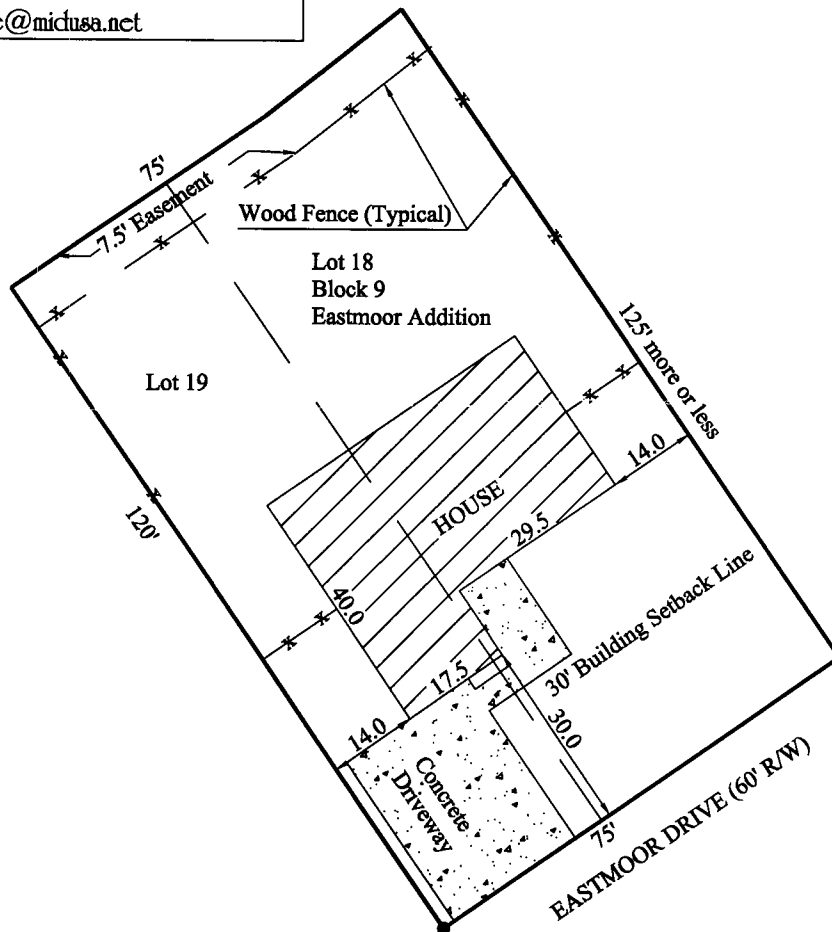 e@midusa.net
75'
7.5' Easement
Wood Fence (Typical)
Lot 18
Block 9
Eastmoor Addition
Lot 19
125' more or less
14.0
HOUSE
29.5
120'
40.0
30' Building Setback Line
17.5
14.0
30.0
Concrete
Driveway
75'
EASTMOOR DRIVE (60' R/W)